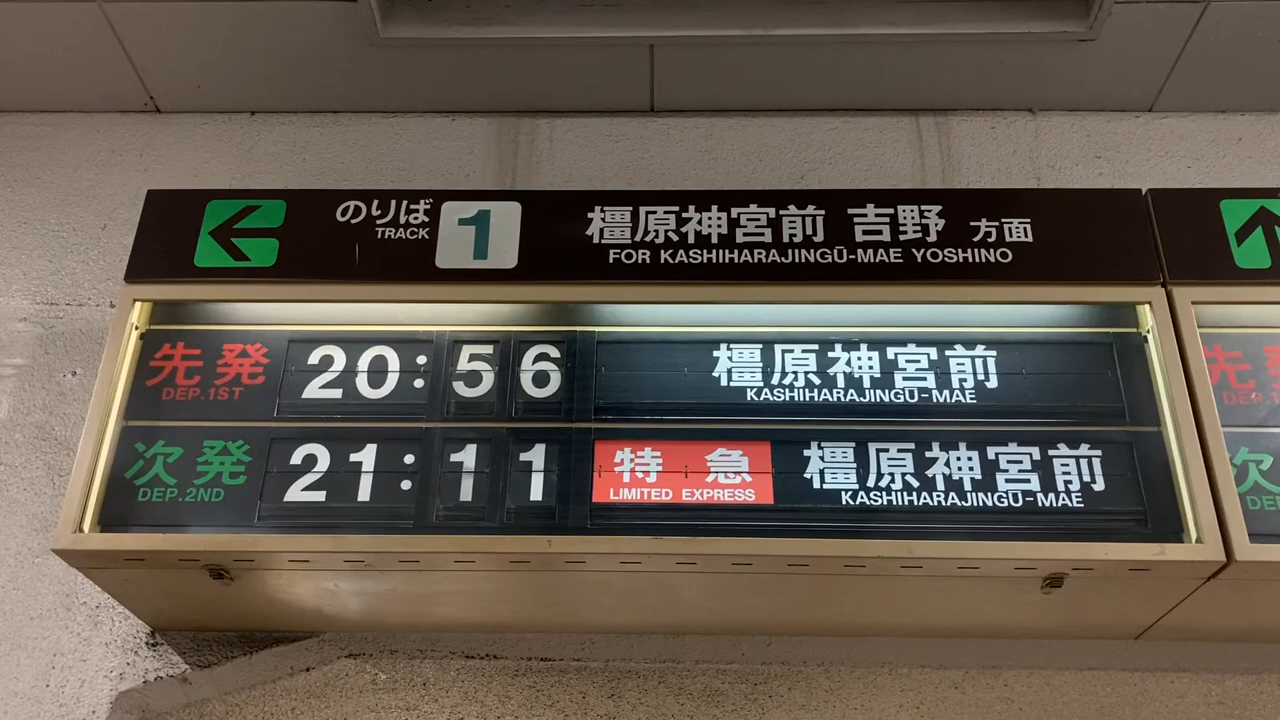 のりば
TRACK
1
橿原神宮前 吉野 方面
FOR KASHIHARAJINGŪ-MAE YOSHINO
先発
DEP.1ST
20:56
橿原神宮前
KASHIHARAJINGŪ-MAE
次発
DEP.2ND
21:11
特急
LIMITED EXPRESS
橿原神宮前
KASHIHARAJINGŪ-MAE
先
次